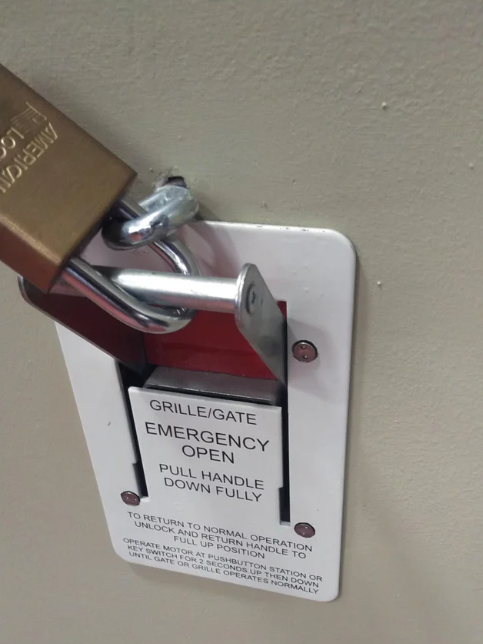 AMERICAN
LOCK
GRILLE/GATE
EMERGENCY
OPEN
PULL HANDLE
DOWN FULLY
TO RETURN TO NORMAL OPERATION
UNLOCK AND RETURN HANDLE TO
FULL UP POSITION
OPERATE MOTOR AT PUSHBUTTON STATION OR
KEY SWITCH FOR 2 SECONDS UP THEN DOWN
UNTIL GATE OR GRILLE OPERATES NORMALLY